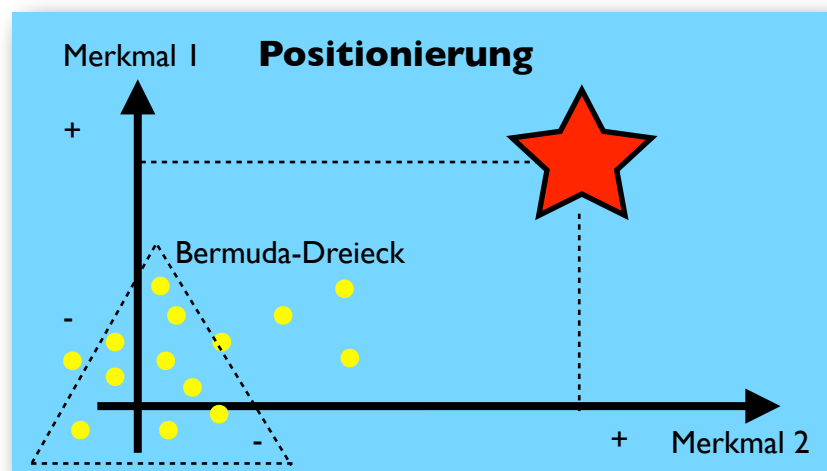 Merkmal 1 Positionierung
+
Bermuda-Dreieck
-
-
+ Merkmal 2